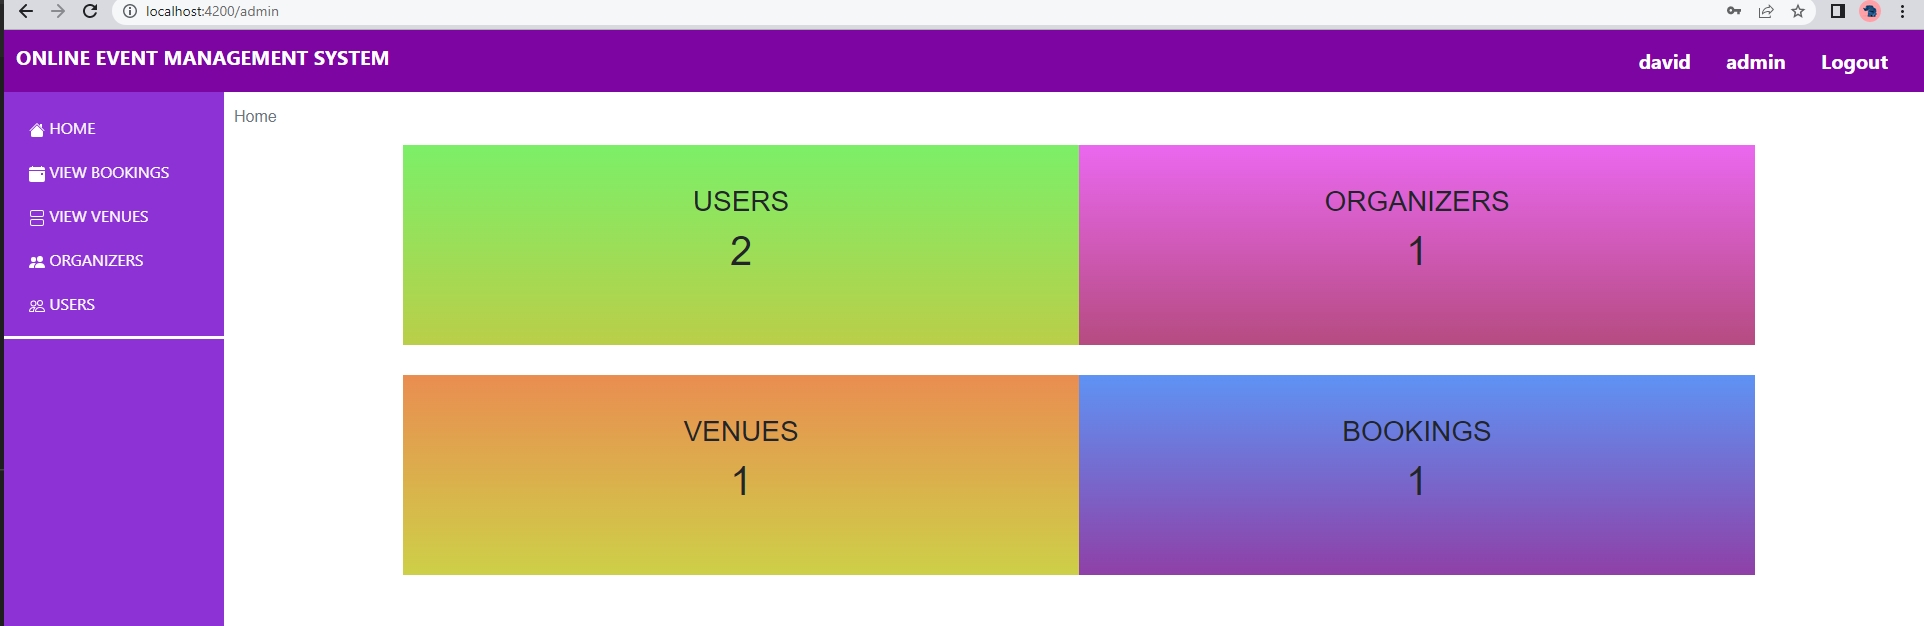 localhost:4200/admin
ONLINE EVENT MANAGEMENT SYSTEM
david admin Logout
HOME
VIEW BOOKINGS
VIEW VENUES
ORGANIZERS
USERS
Home
USERS
2
ORGANIZERS
1
VENUES
1
BOOKINGS
1